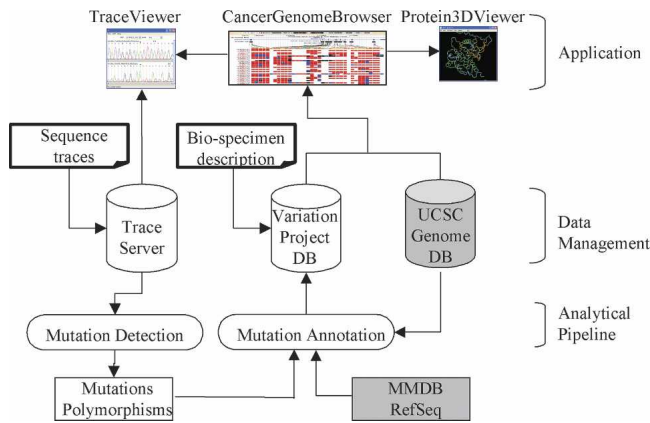 TraceViewer
CancerGenomeBrowser
Protein3DViewer
Application
Sequence
traces
Bio-specimen
description
Trace
Server
Variation
Project
DB
UCSC
Genome
DB
Data
Management
Mutation Detection
Mutation Annotation
Analytical
Pipeline
Mutations
Polymorphisms
MMDB
RefSeq